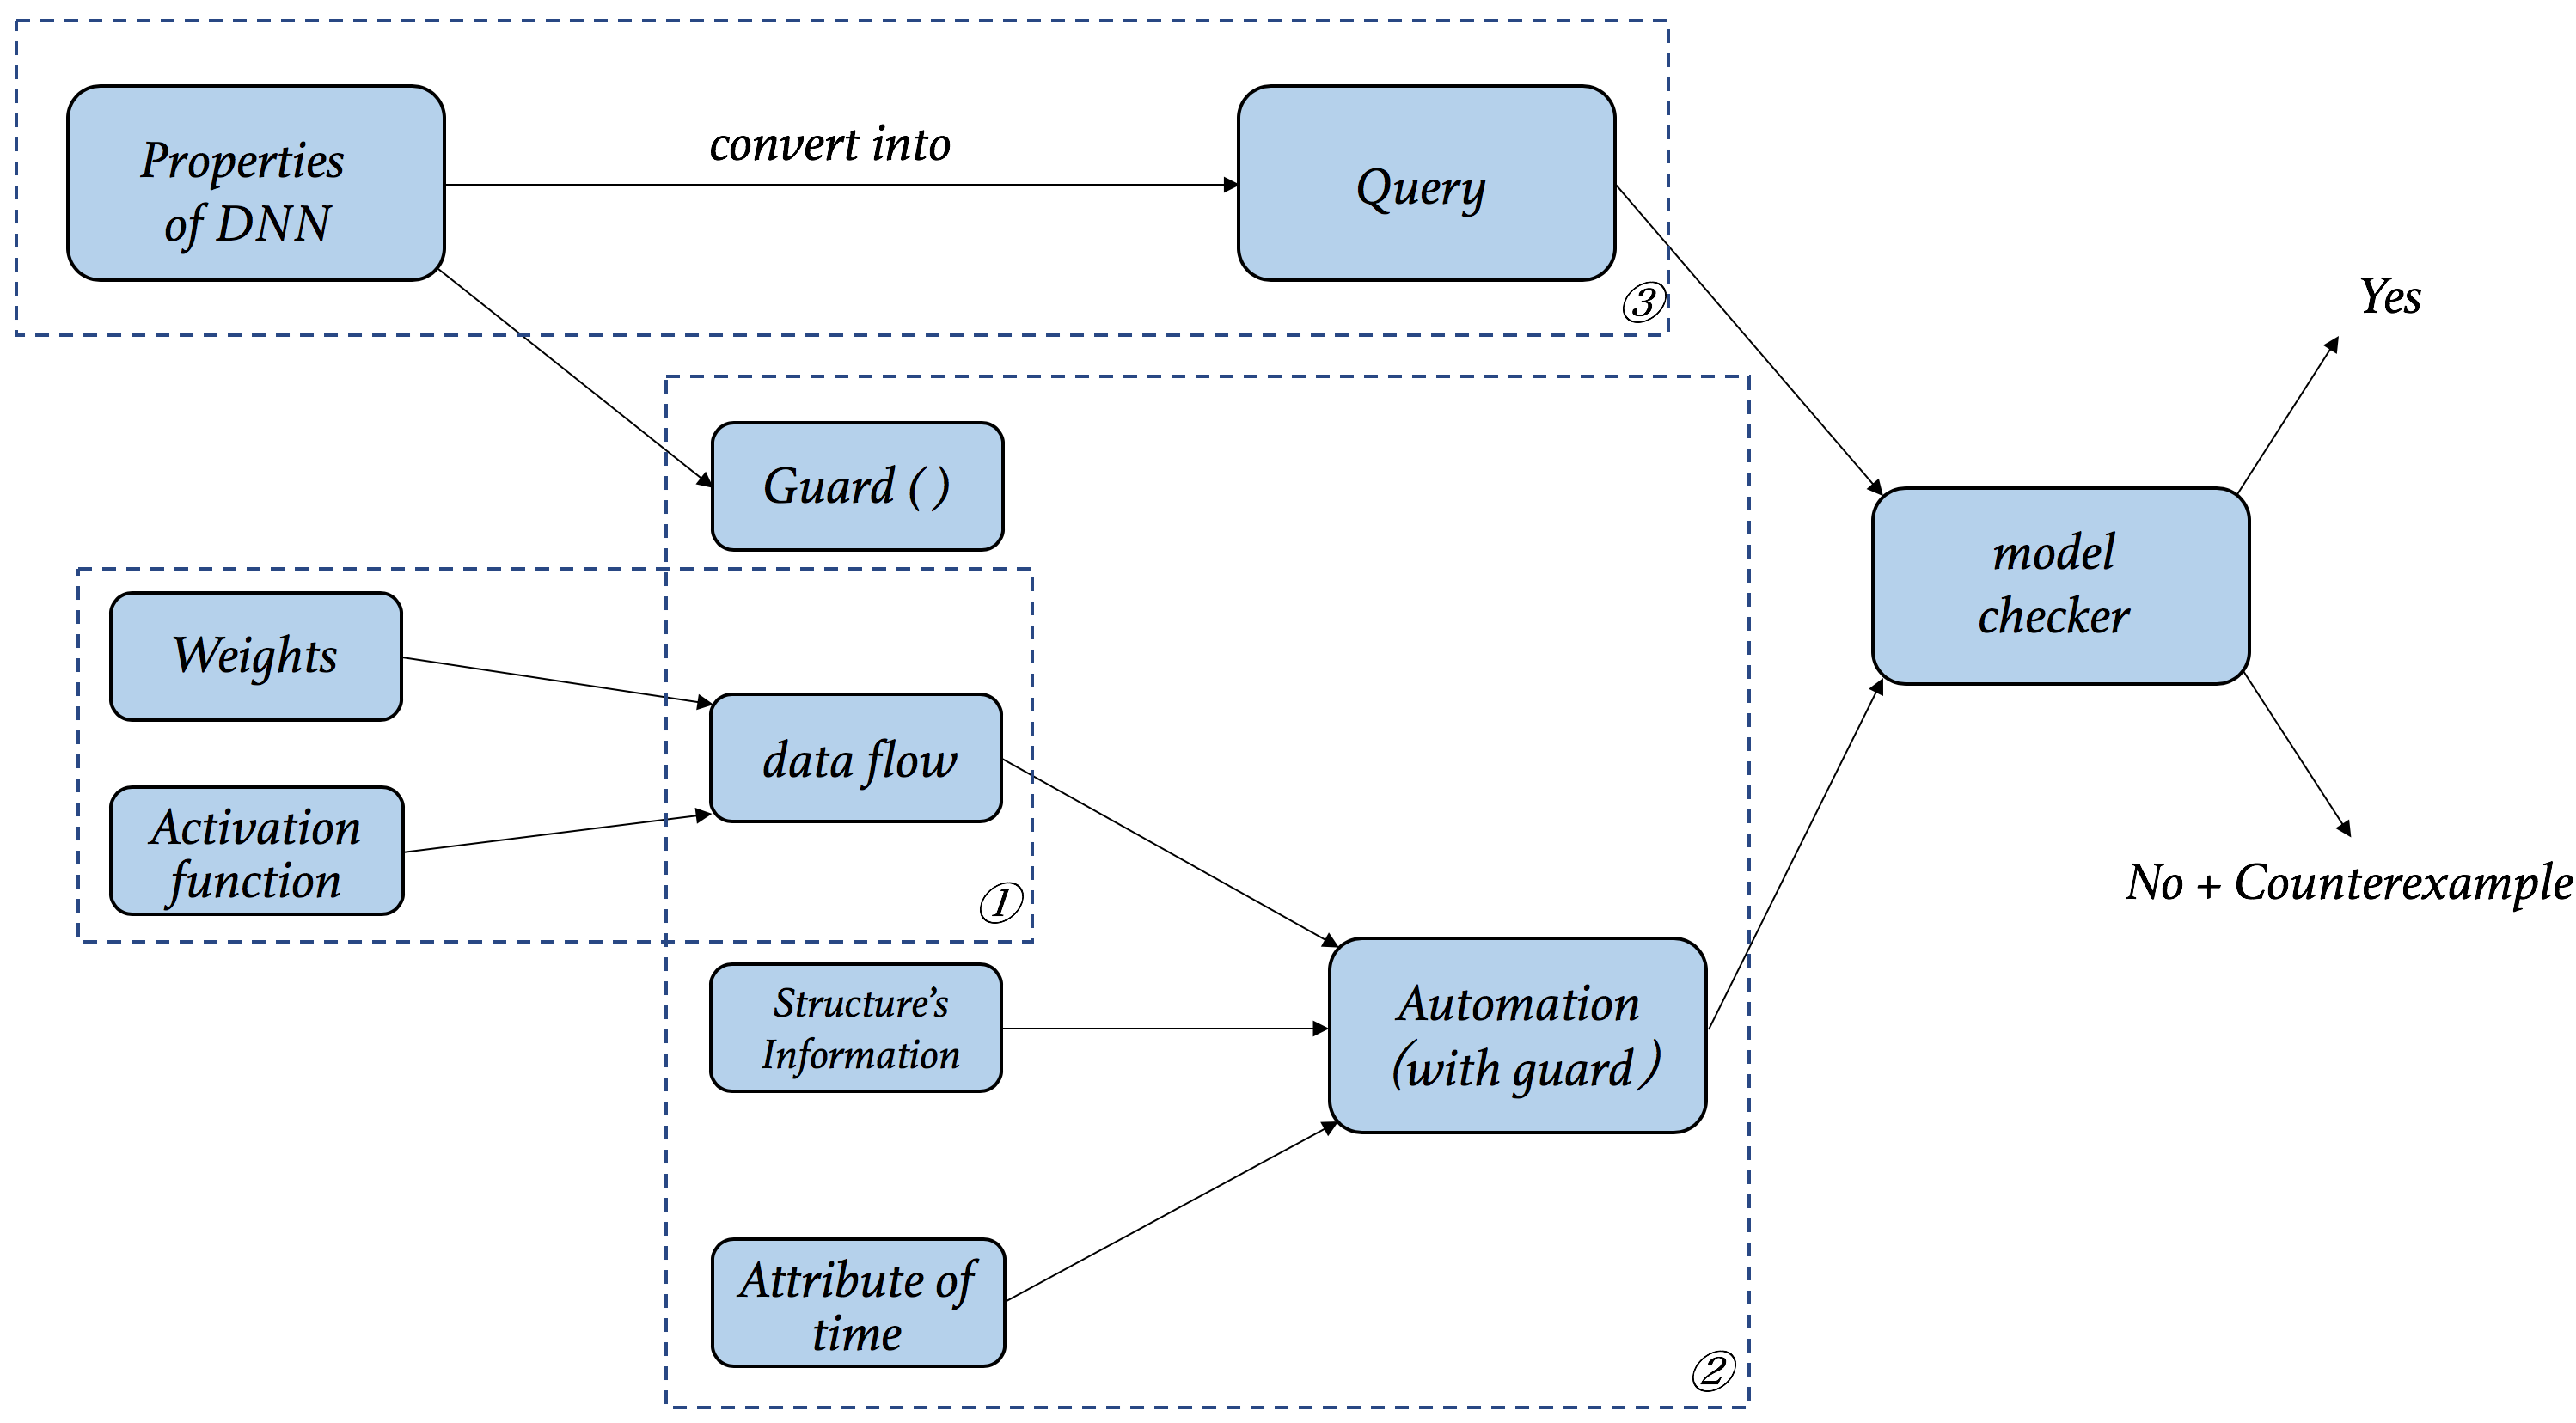 Properties
of DNN
convert into
Query
③
Yes
Guard ( )
model
checker
Weights
data flow
Activation
function
①
No + Counterexample
Structure’s
Information
Automation
(with guard )
Attribute of
time
②